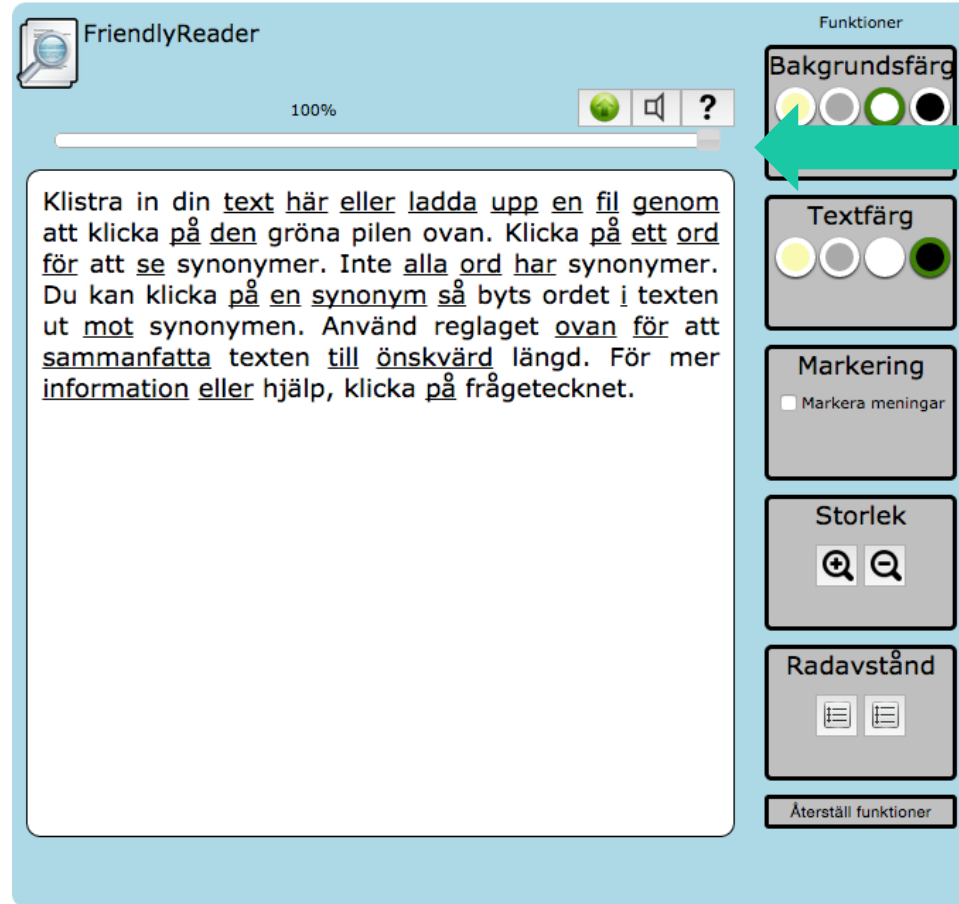 FriendlyReader
100%
?
Klistra in din text här eller ladda upp en fil genom
att klicka på den gröna pilen ovan. Klicka på ett ord
för att se synonymer. Inte alla ord har synonymer.
Du kan klicka på en synonym så byts ordet i texten
ut mot synonymen. Använd reglaget ovan för att
sammanfatta texten till önskvärd längd. För mer
information eller hjälp, klicka på frågetecknet.
Funktioner
Bakgrundsfärg
Textfärg
Markering
Markera meningar
Storlek
Radavstånd
Återställ funktioner